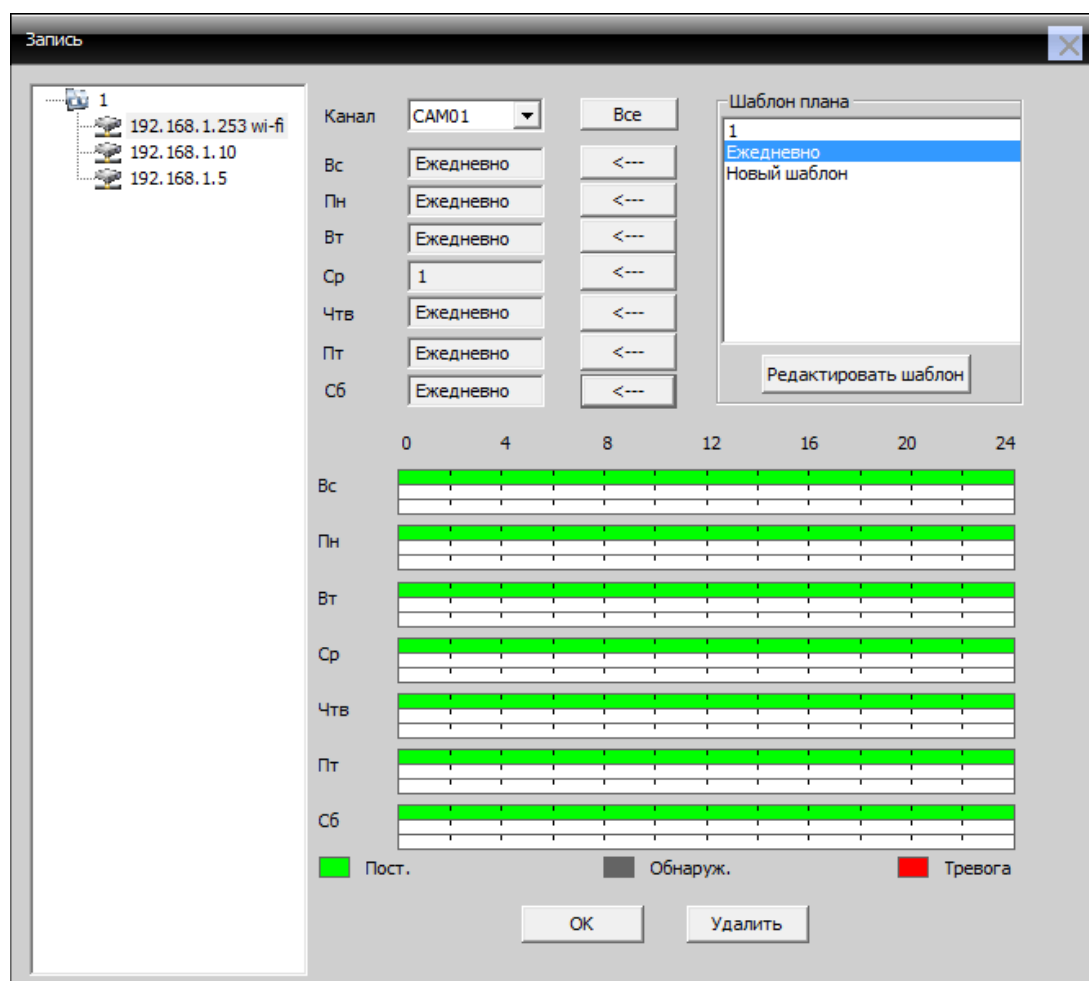 Запись
1
192.168.1.253 wi-fi
192.168.1.10
192.168.1.5
Канал CAM01 Все
Вс Ежедневно <---
Пн Ежедневно <---
Вт Ежедневно <---
Ср 1 <---
Чтв Ежедневно <---
Пт Ежедневно <---
Сб Ежедневно <---
Шаблон плана
1
Ежедневно
Новый шаблон
Редактировать шаблон
0 4 8 12 16 20 24
Вс
Пн
Вт
Ср
Чтв
Пт
Сб
Пост. Обнаруж. Тревога
OK Удалить